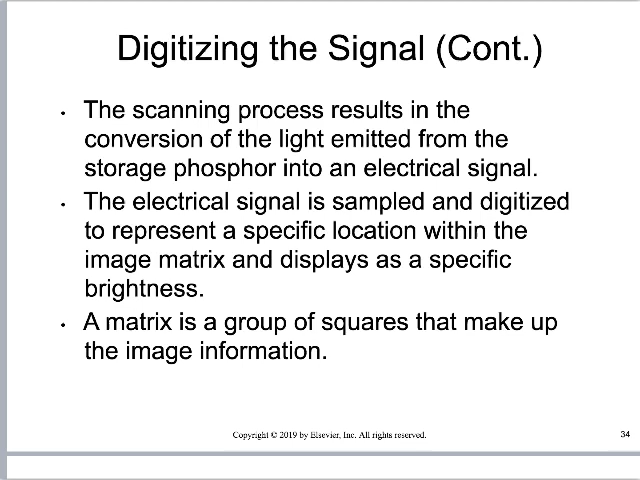 Digitizing the Signal (Cont.)
• The scanning process results in the
conversion of the light emitted from the
storage phosphor into an electrical signal.
• The electrical signal is sampled and digitized
to represent a specific location within the
image matrix and displays as a specific
brightness.
• A matrix is a group of squares that make up
the image information.
Copyright © 2019 by Elsevier, Inc. All rights reserved.
34